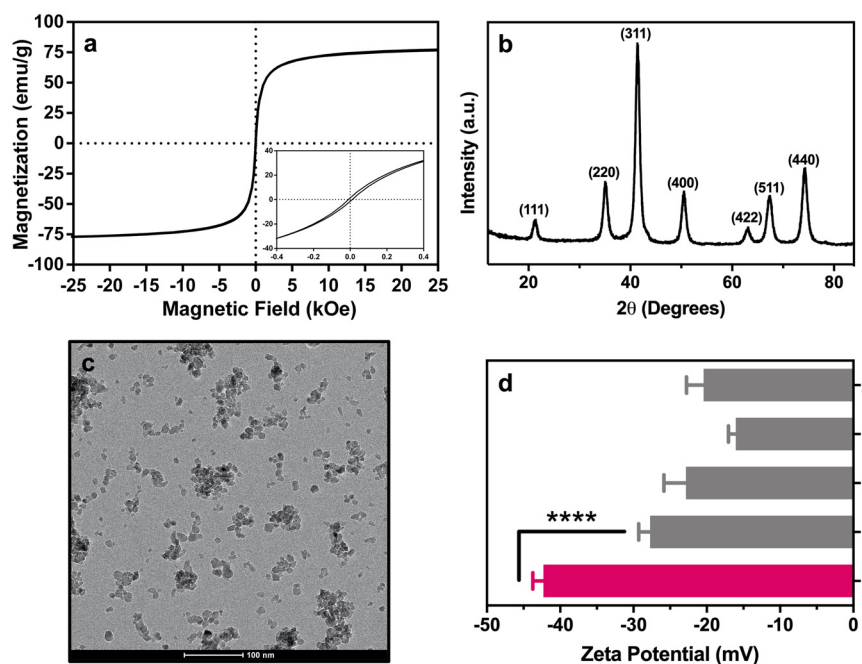 a
Magnetization (emu/g)
100
75
50
25
0
-25
-50
-75
-100
-25 -20 -15 -10 -5 0 5 10 15 20 25
Magnetic Field (kOe)
40
20
0
-20
-40
-0.4 -0.2 0.0 0.2 0.4
b
Intensity (a.u.)
(111)
(220)
(311)
(400)
(422)
(511)
(440)
20 40 60 80
2θ (Degrees)
c
100 nm
d
****
-50 -40 -30 -20 -10 0
Zeta Potential (mV)